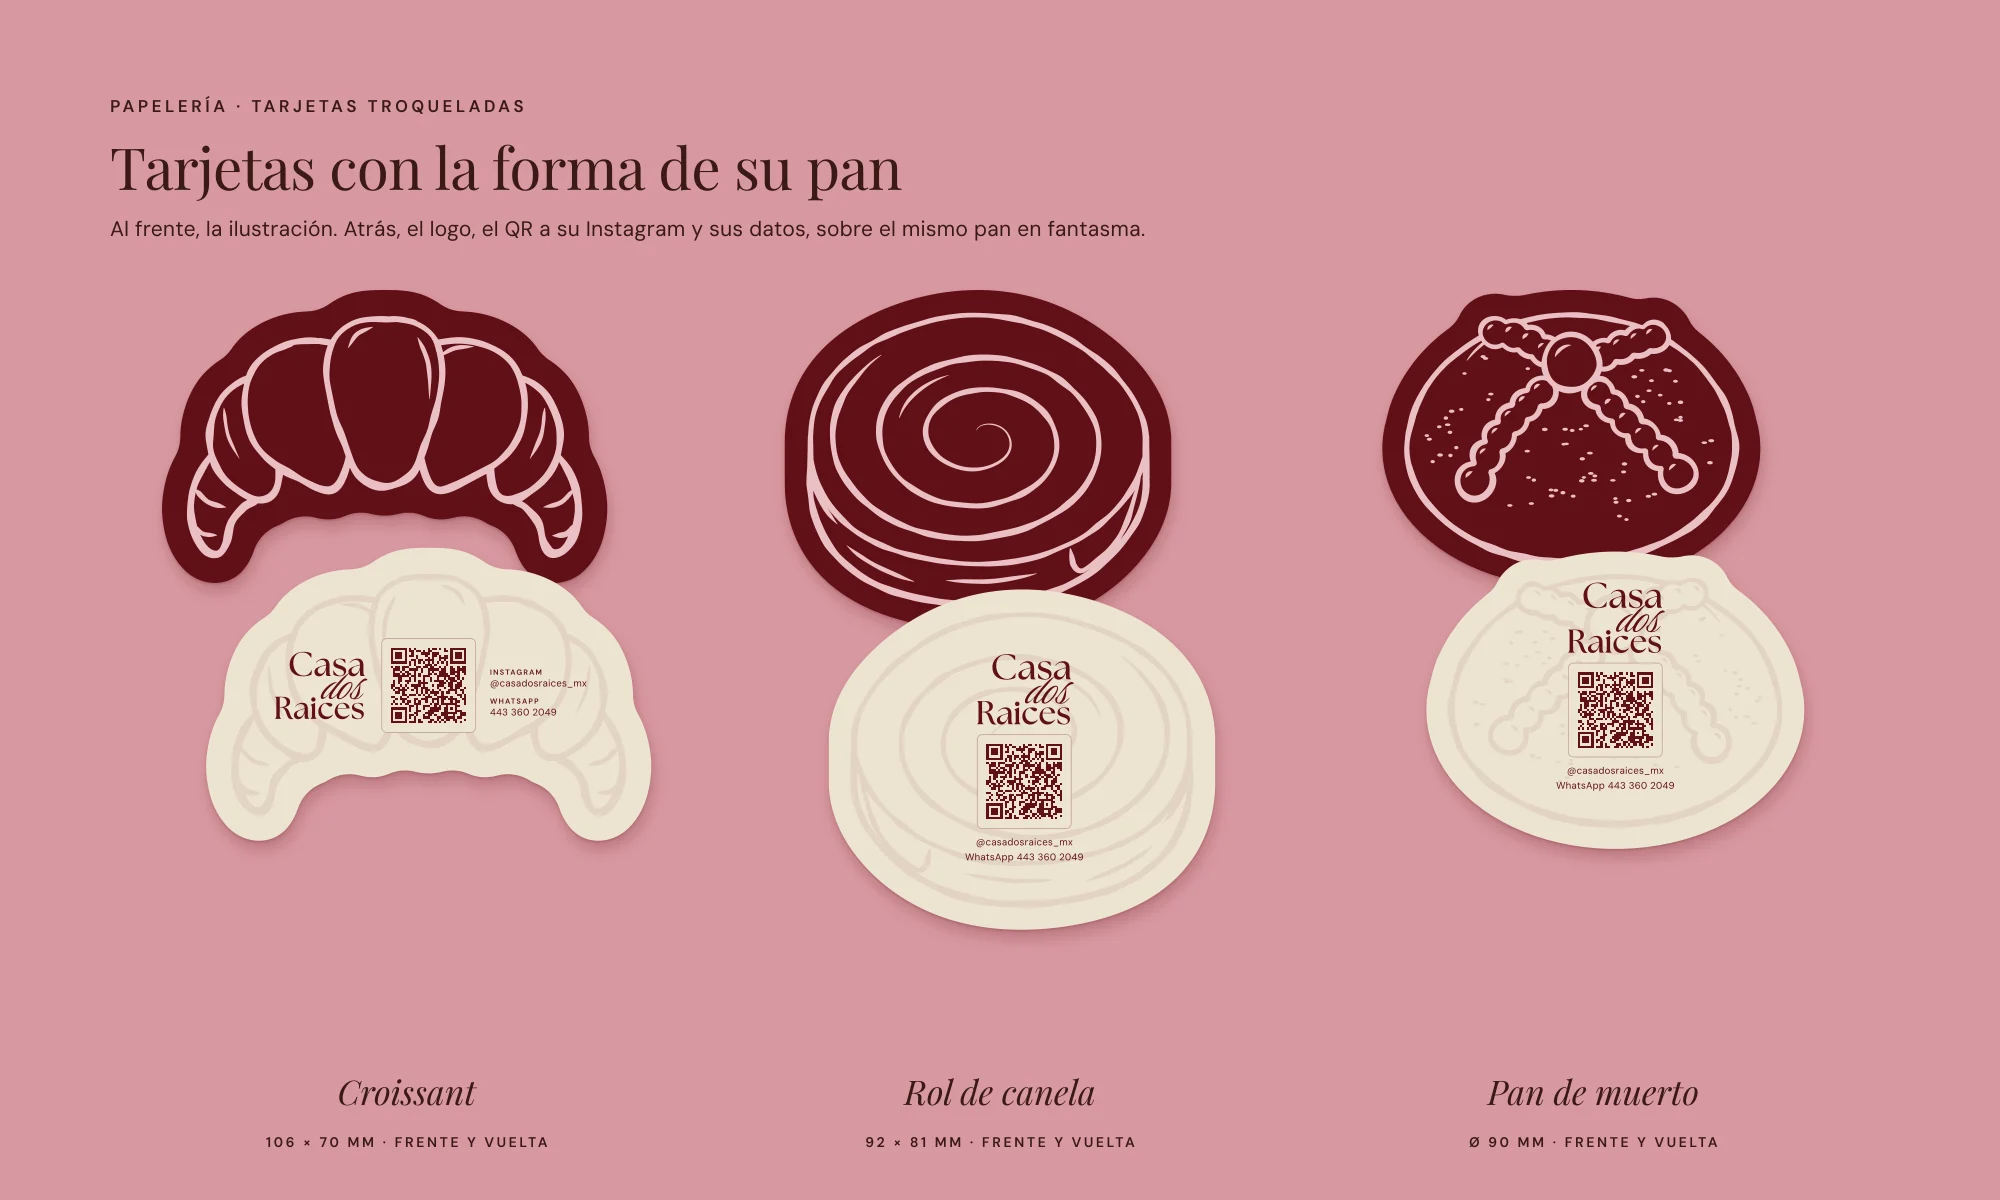 PAPELERÍA · TARJETAS TROQUELADAS
Tarjetas con la forma de su pan
Al frente, la ilustración. Atrás, el logo, el QR a su Instagram y sus datos, sobre el mismo pan en fantasma.
Casa
dos
Raices
INSTAGRAM
@casadosraices_mx
WHATSAPP
443 360 2049
Casa
dos
Raices
@casadosraices_mx
WhatsApp 443 360 2049
Casa
dos
Raices
@casadosraices_mx
WhatsApp 443 360 2049
Croissant
106 × 70 MM · FRENTE Y VUELTA
Rol de canela
92 × 81 MM · FRENTE Y VUELTA
Pan de muerto
Ø 90 MM · FRENTE Y VUELTA